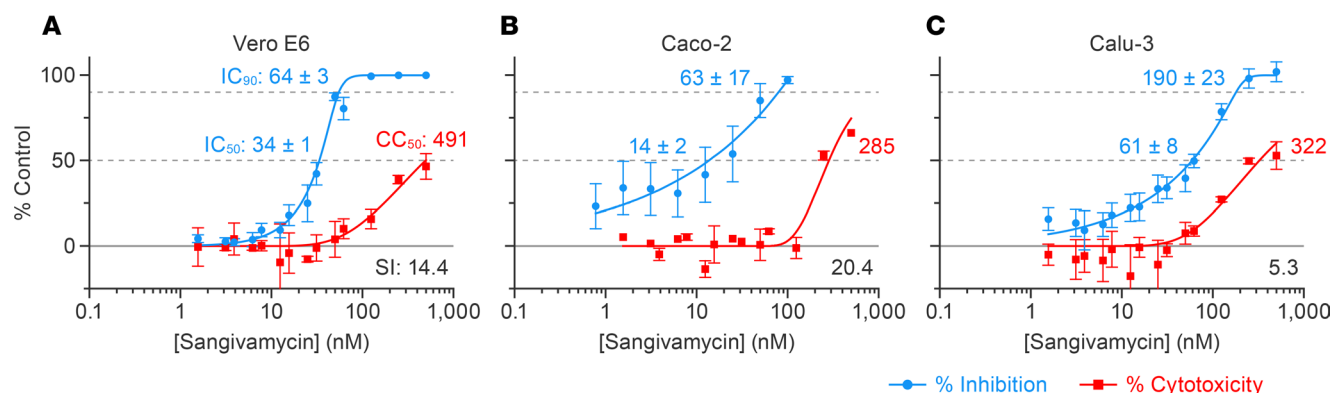 A
Vero E6
% Control
100
50
0
IC90: 64 ± 3
IC50: 34 ± 1
CC50: 491
SI: 14.4
0.1 1 10 100 1,000
[Sangivamycin] (nM)
B
Caco-2
63 ± 17
14 ± 2
285
20.4
0.1 1 10 100 1,000
[Sangivamycin] (nM)
C
Calu-3
190 ± 23
61 ± 8
322
5.3
0.1 1 10 100 1,000
[Sangivamycin] (nM)
% Inhibition % Cytotoxicity